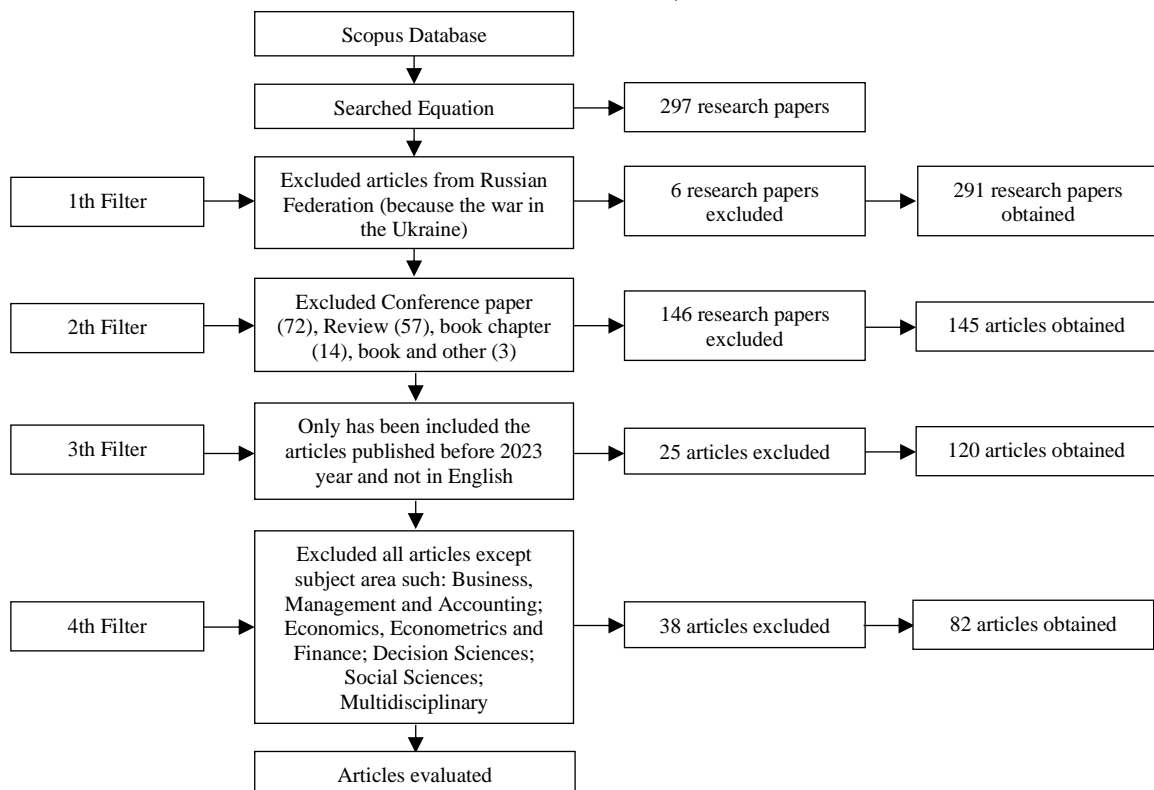 Scopus Database
Searched Equation
297 research papers
1th Filter
Excluded articles from Russian
Federation (because the war in
the Ukraine)
6 research papers
excluded
291 research papers
obtained
2th Filter
Excluded Conference paper
(72), Review (57), book chapter
(14), book and other (3)
146 research papers
excluded
145 articles obtained
3th Filter
Only has been included the
articles published before 2023
year and not in English
25 articles excluded
120 articles obtained
4th Filter
Excluded all articles except
subject area such: Business,
Management and Accounting;
Economics, Econometrics and
Finance; Decision Sciences;
Social Sciences;
Multidisciplinary
38 articles excluded
82 articles obtained
Articles evaluated